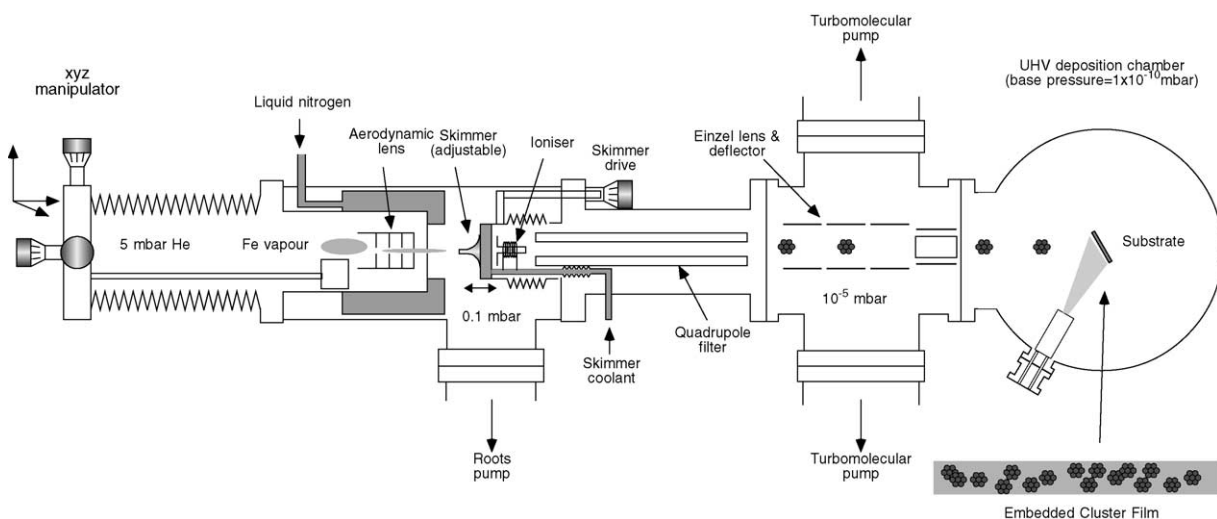 Turbomolecular
pump
UHV deposition chamber
(base pressure=1x10⁻¹⁰mbar)
xyz
manipulator
Liquid nitrogen
Aerodynamic
lens
Skimmer
(adjustable)
Ioniser
Skimmer
drive
Einzel lens &
deflector
5 mbar He
Fe vapour
Substrate
0.1 mbar
10⁻⁵ mbar
Quadrupole
filter
Skimmer
coolant
Roots
pump
Turbomolecular
pump
Embedded Cluster Film